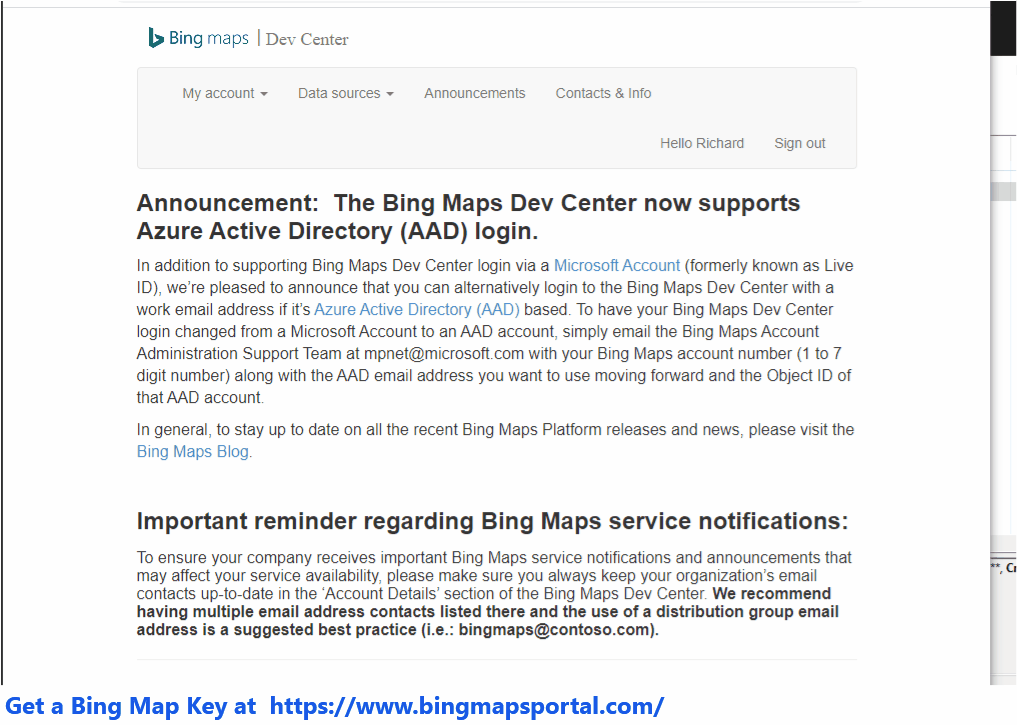 Bing maps | Dev Center
My account Data sources Announcements Contacts & Info
Hello Richard Sign out
Announcement: The Bing Maps Dev Center now supports
Azure Active Directory (AAD) login.
In addition to supporting Bing Maps Dev Center login via a Microsoft Account (formerly known as Live
ID), we’re pleased to announce that you can alternatively login to the Bing Maps Dev Center with a
work email address if it’s Azure Active Directory (AAD) based. To have your Bing Maps Dev Center
login changed from a Microsoft Account to an AAD account, simply email the Bing Maps Account
Administration Support Team at mpnet@microsoft.com with your Bing Maps account number (1 to 7
digit number) along with the AAD email address you want to use moving forward and the Object ID of
that AAD account.
In general, to stay up to date on all the recent Bing Maps Platform releases and news, please visit the
Bing Maps Blog.
Important reminder regarding Bing Maps service notifications:
To ensure your company receives important Bing Maps service notifications and announcements that
may affect your service availability, please make sure you always keep your organization’s email
contacts up-to-date in the ‘Account Details’ section of the Bing Maps Dev Center. We recommend
having multiple email address contacts listed there and the use of a distribution group email
address is a suggested best practice (i.e.: bingmaps@contoso.com).
Get a Bing Map Key at https://www.bingmapsportal.com/